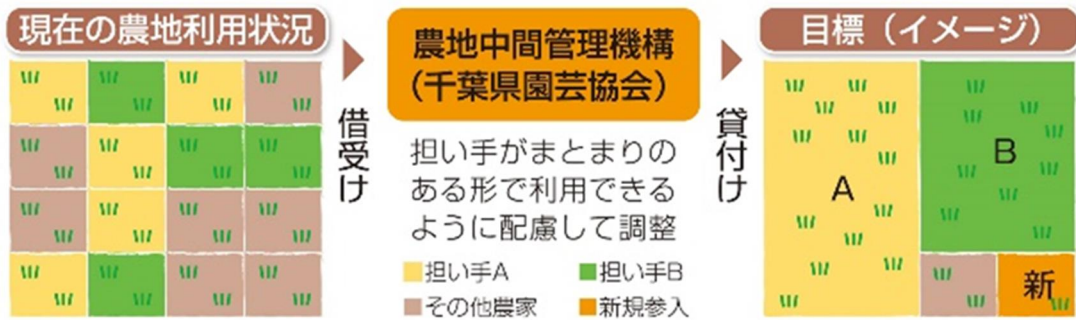 現在の農地利用状況
借受け
農地中間管理機構
(千葉県園芸協会)
担い手がまとまりの
ある形で利用できる
ように配慮して調整
担い手A
担い手B
その他農家
新規参入
貸付け
目標(イメージ)
A
B
新